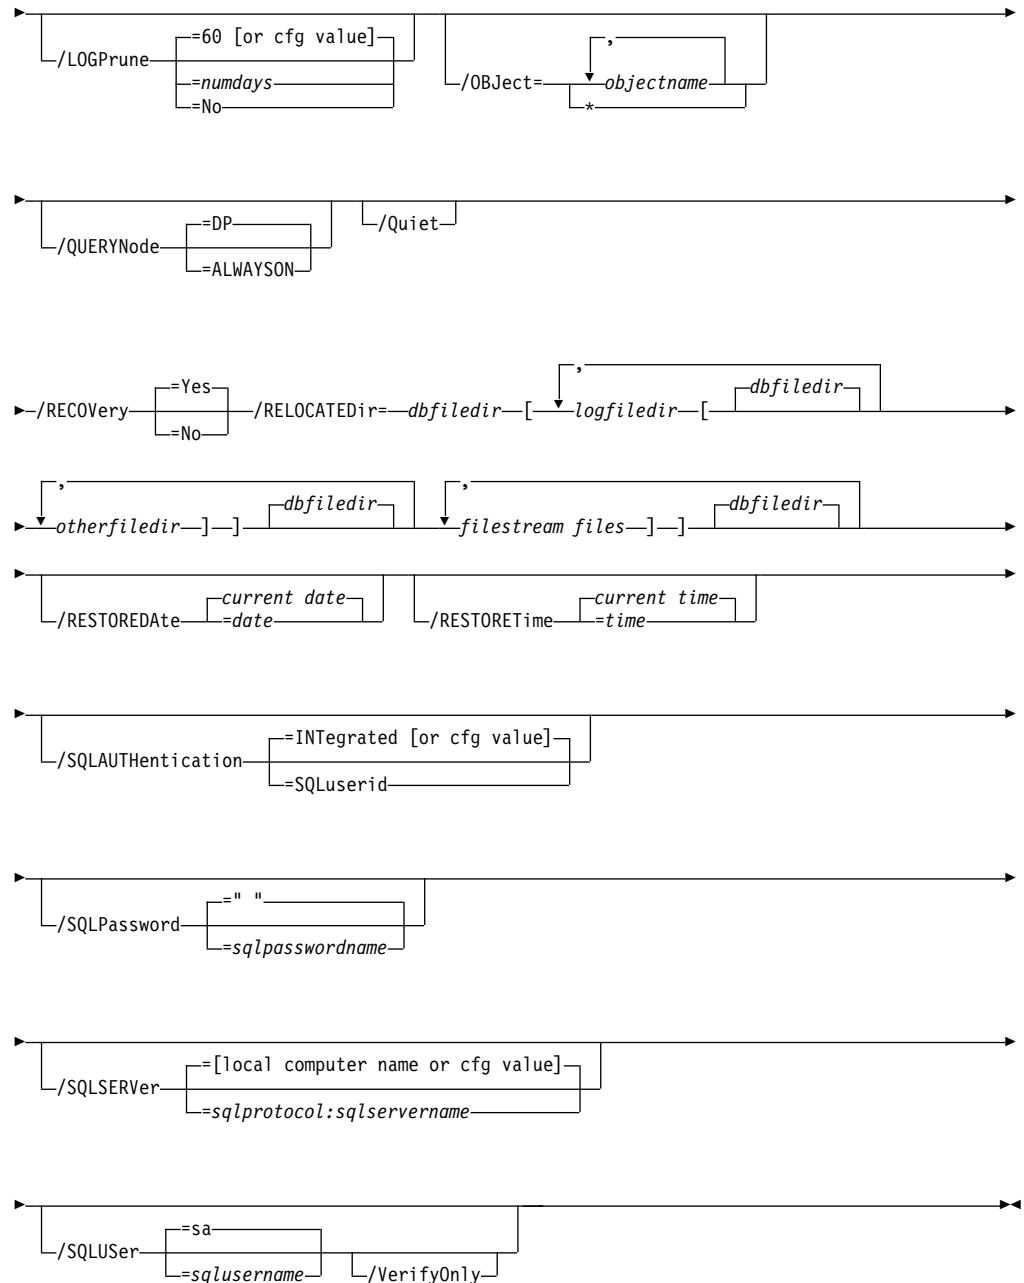 =60 [or cfg value]
,
/LOGPrune
/OBJect=
objectname
=numdays
*
=No
=DP
/Quiet
/QUERYNode
=ALWAYSON
,
=Yes
dbfiledir
/RECOVery
/RELOCATEDir=
dbfiledir
[
logfiledir
[
=No
,
,
dbfiledir
dbfiledir
otherfiledir
]
]
filestream files
]
]
current date
current time
/RESTOREDAte
=date
/RESTORETime
=time
=INTegrated [or cfg value]
/SQLAUTHentication
=SQLuserid
=" "
/SQLPassword
=sqlpasswordname
=[local computer name or cfg value]
/SQLSERVer
=sqlprotocol:sqlservername
=sa
/SQLUSer
=sqlusername
/VerifyOnly